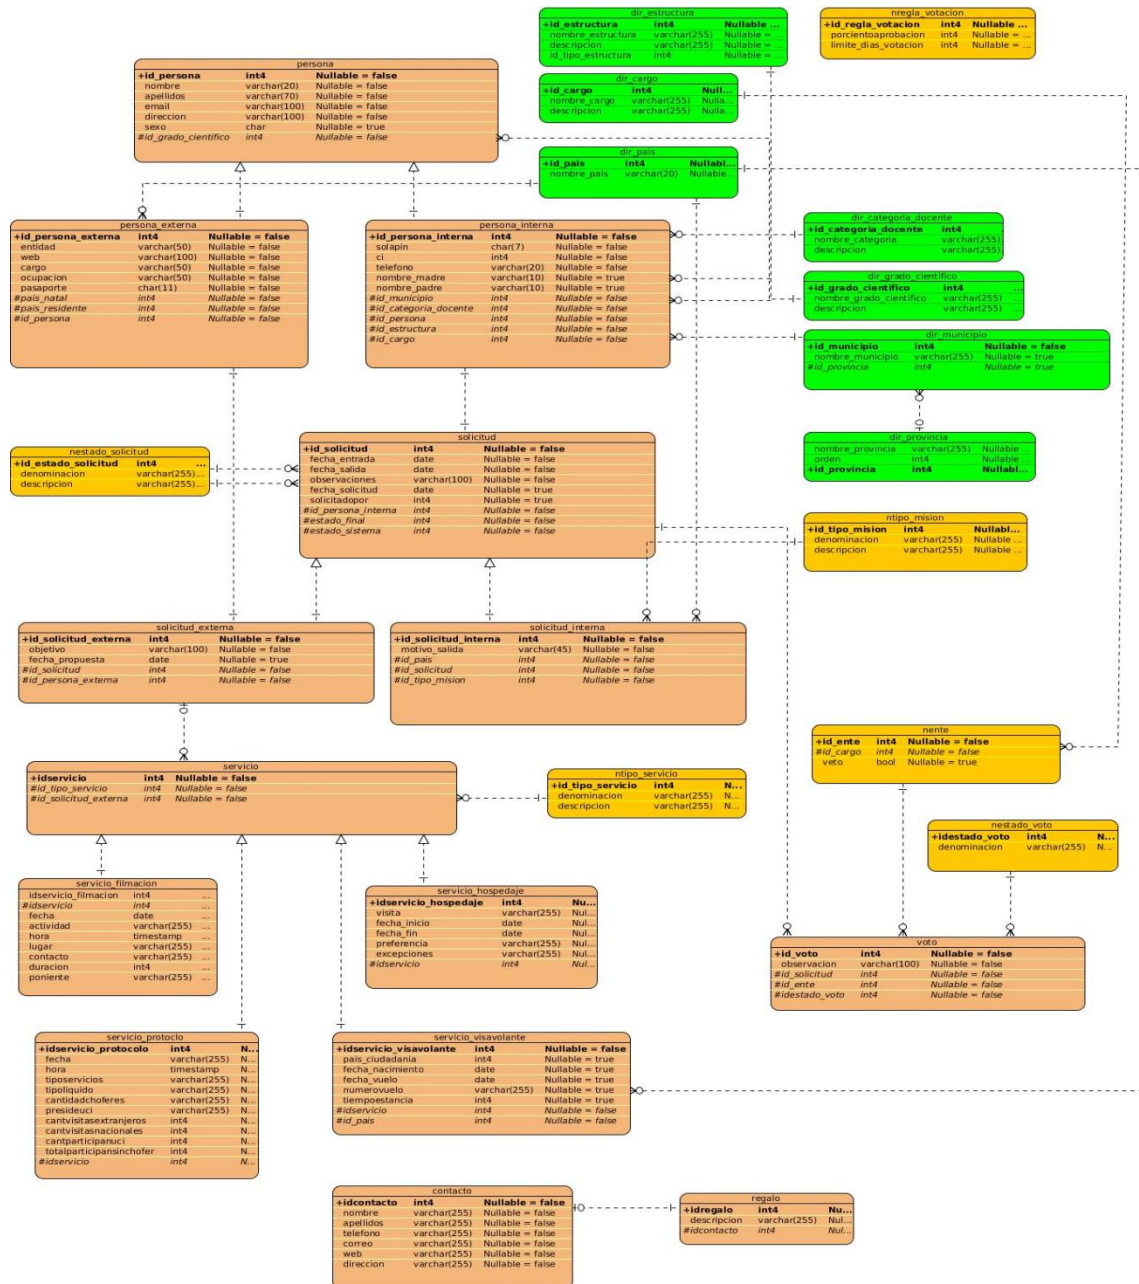 dir_estructura
+id_estructura int4 Nullable ...
nombre_estructura varchar(255) Nullable = ...
descripcion varchar(255) Nullable = ...
id_tipo_estructura int4 Nullable = ...
nregla_votacion
+id_regla_votacion int4 Nullable ...
porcientoaprobacion int4 Nullable = ...
limite_dias_votacion int4 Nullable = ...
persona
+id_persona int4 Nullable = false
nombre varchar(20) Nullable = false
apellidos varchar(70) Nullable = false
email varchar(100) Nullable = false
direccion varchar(100) Nullable = false
sexo char Nullable = true
#id_grado_cientifico int4 Nullable = false
dir_cargo
+id_cargo int4 Null...
nombre_cargo varchar(255) Nulla...
descripcion varchar(255) Nulla...
dir_pais
+id_pais int4 Nullabl...
nombre_pais varchar(20) Nullable...
persona_externa
+id_persona_externa int4 Nullable = false
entidad varchar(50) Nullable = false
web varchar(100) Nullable = false
cargo varchar(50) Nullable = false
ocupacion varchar(50) Nullable = false
pasaporte char(11) Nullable = false
#pais_natal int4 Nullable = false
#pais_residente int4 Nullable = false
#id_persona int4 Nullable = false
persona_interna
+id_persona_interna int4 Nullable = false
solapin char(7) Nullable = false
ci int4 Nullable = false
telefono varchar(20) Nullable = false
nombre_madre varchar(10) Nullable = true
nombre_padre varchar(10) Nullable = true
#id_municipio int4 Nullable = false
#id_categoria_docente int4 Nullable = false
#id_persona int4 Nullable = false
#id_estructura int4 Nullable = false
#id_cargo int4 Nullable = false
dir_categoria_docente
+id_categoria_docente int4
nombre_categoria varchar(255)
descripcion varchar(255)
dir_grado_cientifico
+id_grado_cientifico int4 ...
nombre_grado_cientifico varchar(255) ...
descripcion varchar(255) ...
dir_municipio
+id_municipio int4 Nullable = false
nombre_municipio varchar(255) Nullable = true
#id_provincia int4 Nullable = true
dir_provincia
nombre_provincia varchar(255) Nullable ...
orden int4 Nullable ...
+id_provincia int4 Nullabl...
nestado_solicitud
+id_estado_solicitud int4 ...
denominacion varchar(255)...
descripcion varchar(255)...
solicitud
+id_solicitud int4 Nullable = false
fecha_entrada date Nullable = false
fecha_salida date Nullable = false
observaciones varchar(100) Nullable = false
fecha_solicitud date Nullable = true
solicitadopor int4 Nullable = true
#id_persona_interna int4 Nullable = false
#estado_final int4 Nullable = false
#estado_sistema int4 Nullable = false
ntipo_mision
+id_tipo_mision int4 Nullabl...
denominacion varchar(255) Nullable ...
descripcion varchar(255) Nullable ...
solicitud_externa
+id_solicitud_externa int4 Nullable = false
objetivo varchar(100) Nullable = false
fecha_propuesta date Nullable = true
#id_solicitud int4 Nullable = false
#id_persona_externa int4 Nullable = false
solicitud_interna
+id_solicitud_interna int4 Nullable = false
motivo_salida varchar(45) Nullable = false
#id_pais int4 Nullable = false
#id_solicitud int4 Nullable = false
#id_tipo_mision int4 Nullable = false
nente
+id_ente int4 Nullable = false
#id_cargo int4 Nullable = false
veto bool Nullable = true
servicio
+idservicio int4 Nullable = false
#id_tipo_servicio int4 Nullable = false
#id_solicitud_externa int4 Nullable = false
ntipo_servicio
+id_tipo_servicio int4 N...
denominacion varchar(255) N...
descripcion varchar(255) N...
nestado_voto
+idestado_voto int4 N...
denominacion varchar(255) N...
servicio_filmacion
idservicio_filmacion int4 ...
#idservicio int4 ...
fecha date ...
actividad varchar(255) ...
hora timestamp ...
lugar varchar(255) ...
contacto varchar(255) ...
duracion int4 ...
poniente varchar(255) ...
servicio_hospedaje
+idservicio_hospedaje int4 Nu...
visita varchar(255) Nul...
fecha_inicio date Nul...
fecha_fin date Nul...
preferencia varchar(255) Nul...
excepciones varchar(255) Nul...
#idservicio int4 Nul...
voto
+id_voto int4 Nullable = false
observacion varchar(100) Nullable = false
#id_solicitud int4 Nullable = false
#id_ente int4 Nullable = false
#idestado_voto int4 Nullable = false
servicio_protoclo
+idservicio_protocolo int4 N...
fecha varchar(255) N...
hora timestamp N...
tiposervicios varchar(255) N...
tipoliquido varchar(255) N...
cantidadchoferes varchar(255) N...
presideuci varchar(255) N...
cantvisitasextranjeros int4 N...
cantvisitasnacionales int4 N...
cantparticipanuci int4 N...
totalparticipansinchofer int4 N...
#idservicio int4 N...
servicio_visavolante
+idservicio_visavolante int4 Nullable = false
pais_ciudadania int4 Nullable = true
fecha_nacimiento date Nullable = true
fecha_vuelo date Nullable = true
numerovuelo varchar(255) Nullable = true
tiempoestancia int4 Nullable = true
#idservicio int4 Nullable = false
#id_pais int4 Nullable = false
contacto
+idcontacto int4 Nullable = false
nombre varchar(255) Nullable = false
apellidos varchar(255) Nullable = false
telefono varchar(255) Nullable = false
correo varchar(255) Nullable = false
web varchar(255) Nullable = false
direccion varchar(255) Nullable = false
regalo
+idregalo int4 Nu...
descripcion varchar(255) Nul...
#idcontacto int4 Nul...